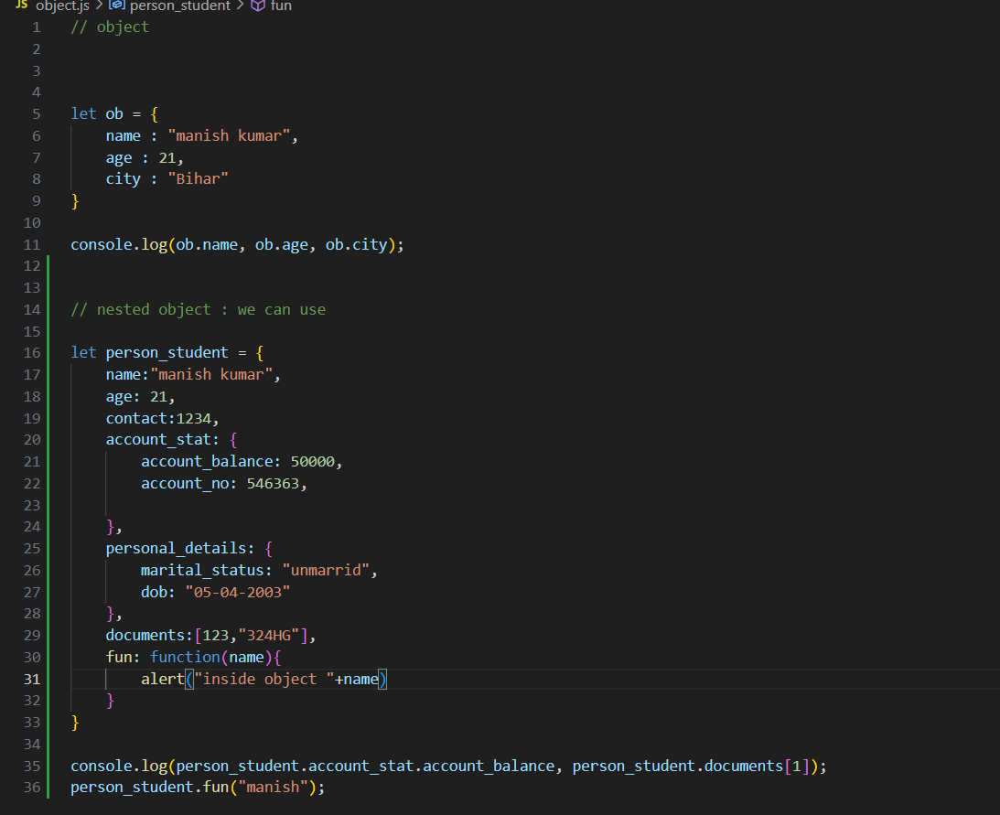 JS object.js > person_student > fun
1 // object
2
3
4
5 let ob = {
6     name : "manish kumar",
7     age : 21,
8     city : "Bihar"
9 }
10
11 console.log(ob.name, ob.age, ob.city);
12
13
14 // nested object : we can use
15
16 let person_student = {
17     name:"manish kumar",
18     age: 21,
19     contact:1234,
20     account_stat: {
21         account_balance: 50000,
22         account_no: 546363,
23
24     },
25     personal_details: {
26         marital_status: "unmarrid",
27         dob: "05-04-2003"
28     },
29     documents:[123,"324HG"],
30     fun: function(name){
31         alert("inside object "+name)
32     }
33 }
34
35 console.log(person_student.account_stat.account_balance, person_student.documents[1]);
36 person_student.fun("manish");